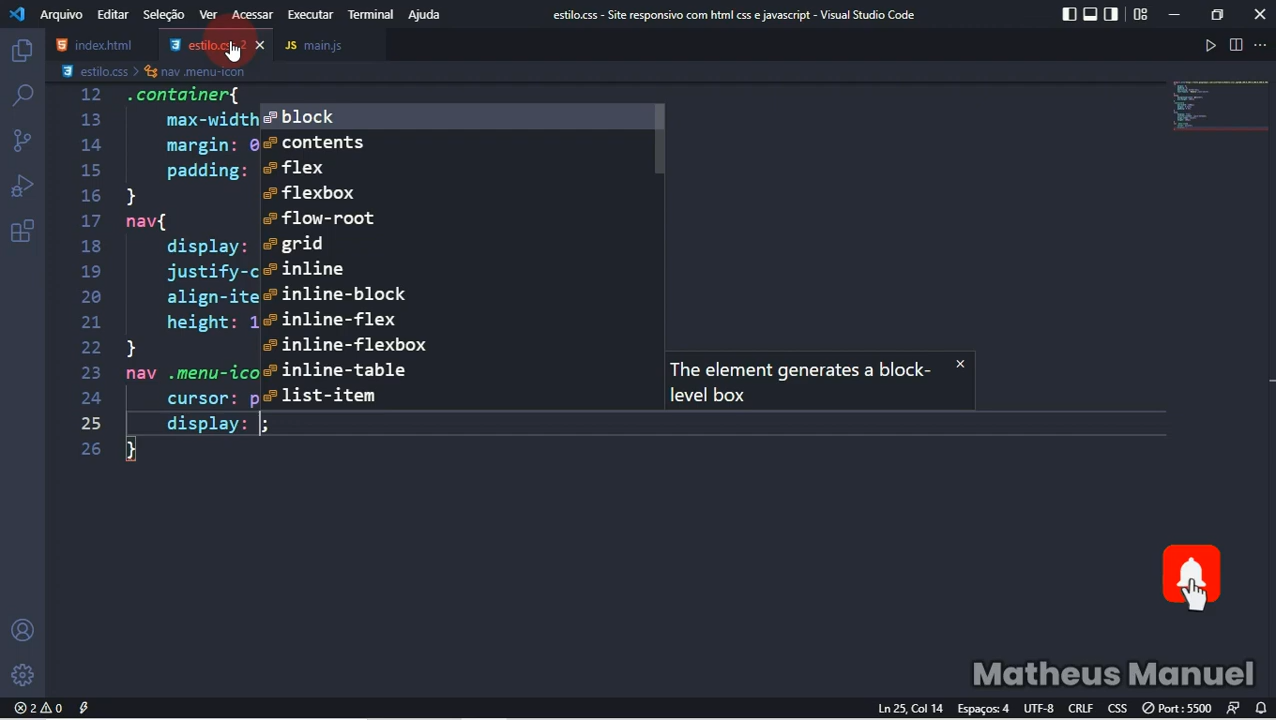 Arquivo Editar Seleção Ver Acessar Executar Terminal Ajuda
estilo.css - Site responsivo com html css e javascript - Visual Studio Code
index.html
estilo.css 2
JS main.js
estilo.css > nav .menu-icon
12 .container{
13 max-width
14 margin: 0
15 padding:
16 }
17 nav{
18 display:
19 justify-c
20 align-ite
21 height: 1
22 }
23 nav .menu-ico
24 cursor: p
25 display: ;
26 }
block
contents
flex
flexbox
flow-root
grid
inline
inline-block
inline-flex
inline-flexbox
inline-table
list-item
The element generates a block-
level box
Matheus Manuel
2 0
Ln 25, Col 14 Espaços: 4 UTF-8 CRLF CSS Port : 5500